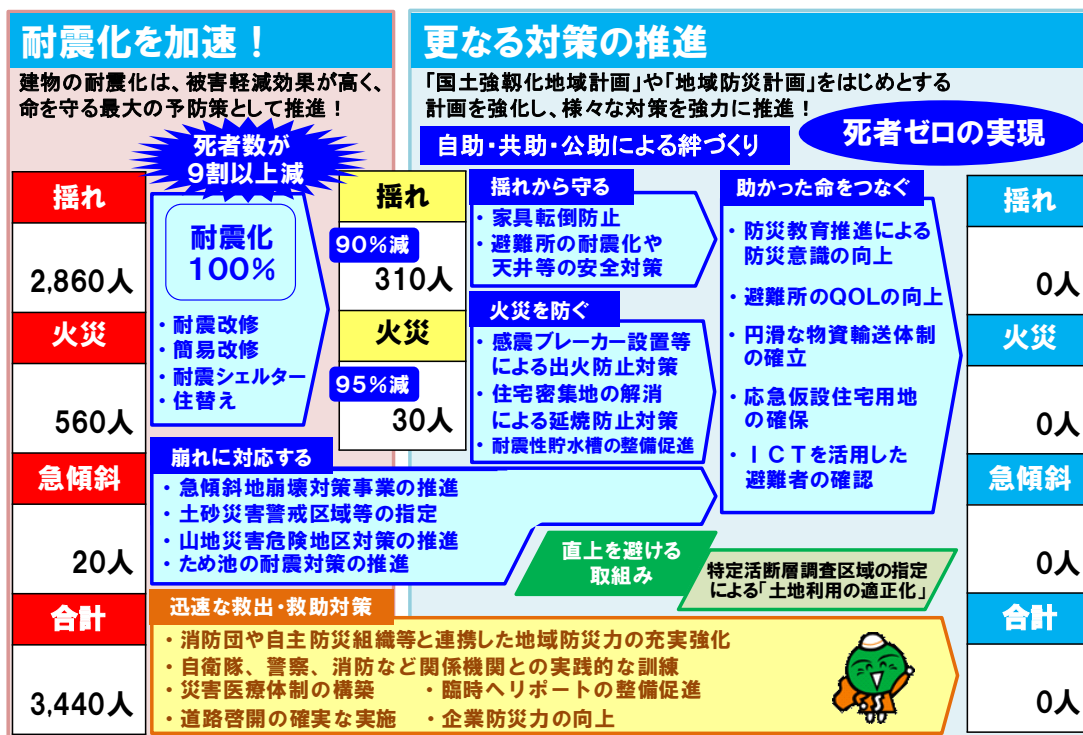 耐震化を加速！
建物の耐震化は、被害軽減効果が高く、
命を守る最大の予防策として推進！
死者数が
9割以上減
揺れ
2,860人
火災
560人
急傾斜
20人
合計
3,440人
耐震化
100%
・耐震改修
・簡易改修
・耐震シェルター
・住替え
揺れ
90%減
310人
火災
95%減
30人
更なる対策の推進
「国土強靱化地域計画」や「地域防災計画」をはじめとする
計画を強化し、様々な対策を強力に推進！
死者ゼロの実現
自助・共助・公助による絆づくり
揺れから守る
・家具転倒防止
・避難所の耐震化や
天井等の安全対策
火災を防ぐ
・感震ブレーカー設置等
による出火防止対策
・住宅密集地の解消
による延焼防止対策
・耐震性貯水槽の整備促進
助かった命をつなぐ
・防災教育推進による
防災意識の向上
・避難所のQOLの向上
・円滑な物資輸送体制
の確立
・応急仮設住宅用地
の確保
・ＩＣＴを活用した
避難者の確認
崩れに対応する
・急傾斜地崩壊対策事業の推進
・土砂災害警戒区域等の指定
・山地災害危険地区対策の推進
・ため池の耐震対策の推進
直上を避ける
取組み
特定活断層調査区域の指定
による「土地利用の適正化」
迅速な救出・救助対策
・消防団や自主防災組織等と連携した地域防災力の充実強化
・自衛隊、警察、消防など関係機関との実践的な訓練
・災害医療体制の構築　・臨時ヘリポートの整備促進
・道路啓開の確実な実施　・企業防災力の向上
揺れ
0人
火災
0人
急傾斜
0人
合計
0人